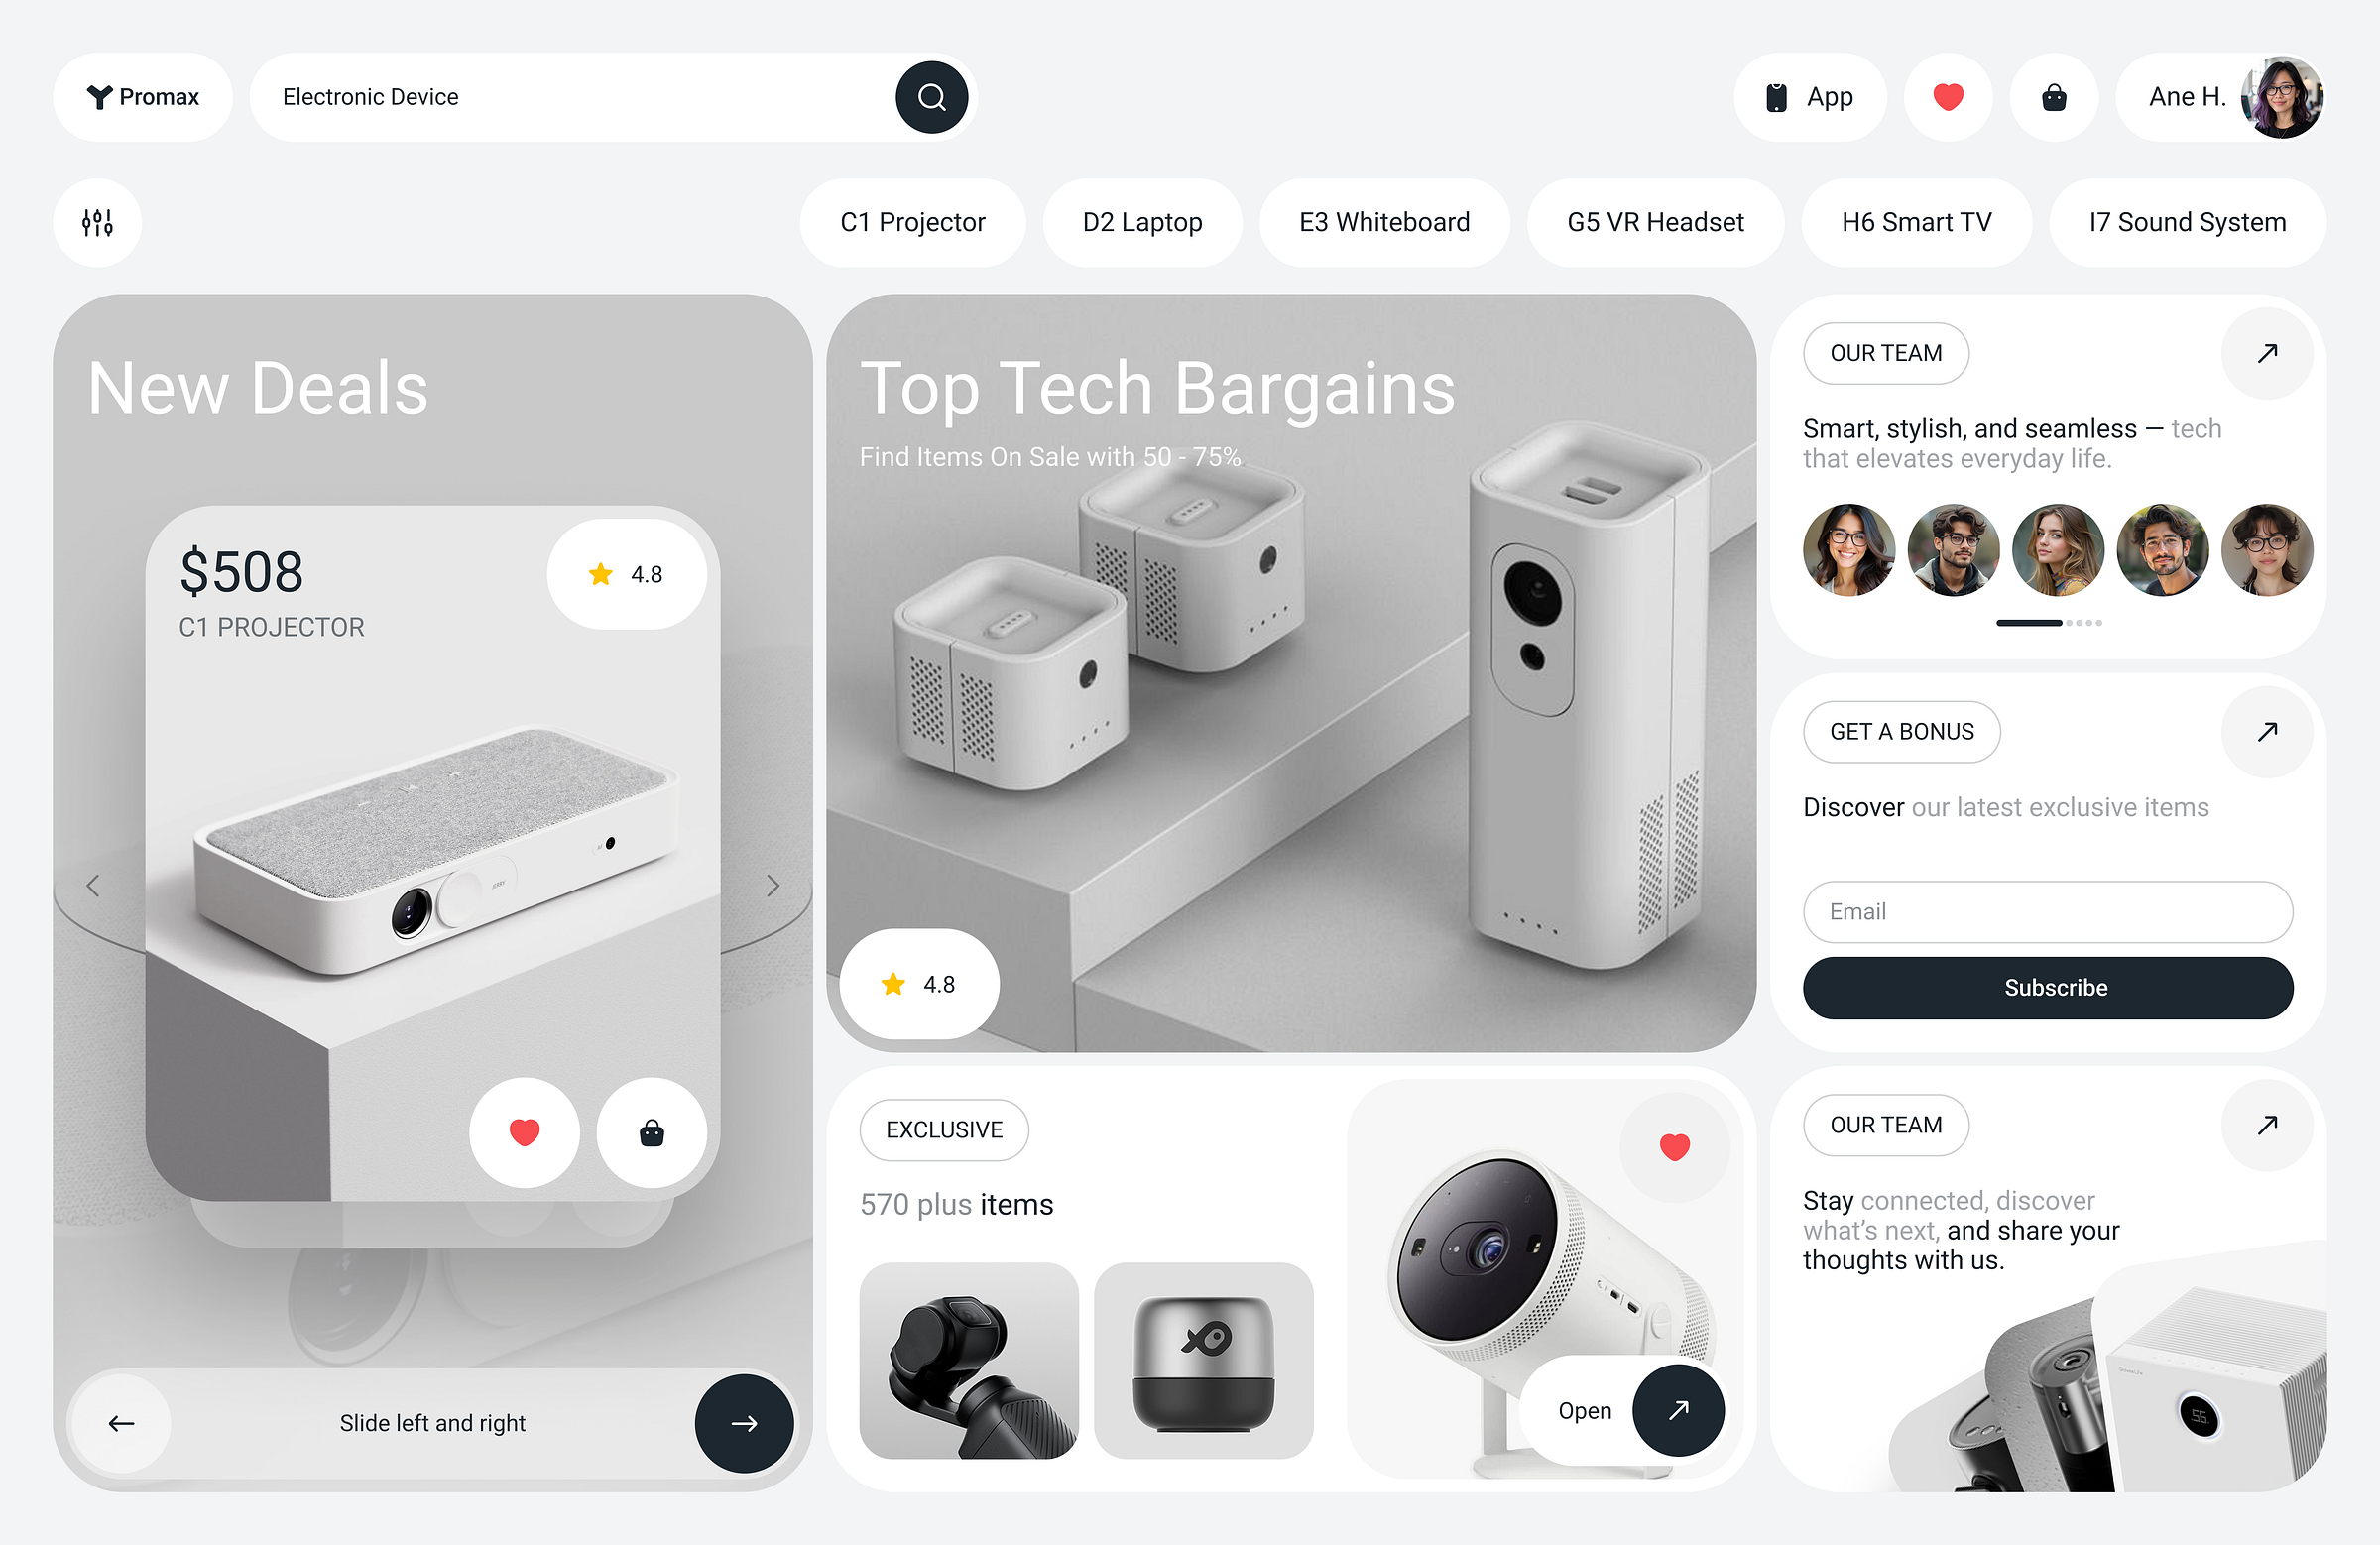 Promax
Electronic Device
App
Ane H.
C1 Projector
D2 Laptop
E3 Whiteboard
G5 VR Headset
H6 Smart TV
I7 Sound System
New Deals
$508
C1 PROJECTOR
4.8
Slide left and right
Top Tech Bargains
Find Items On Sale with 50 - 75%
4.8
EXCLUSIVE
570 plus items
Open
OUR TEAM
Smart, stylish, and seamless — tech
that elevates everyday life.
GET A BONUS
Discover our latest exclusive items
Email
Subscribe
OUR TEAM
Stay connected, discover
what’s next, and share your
thoughts with us.
56